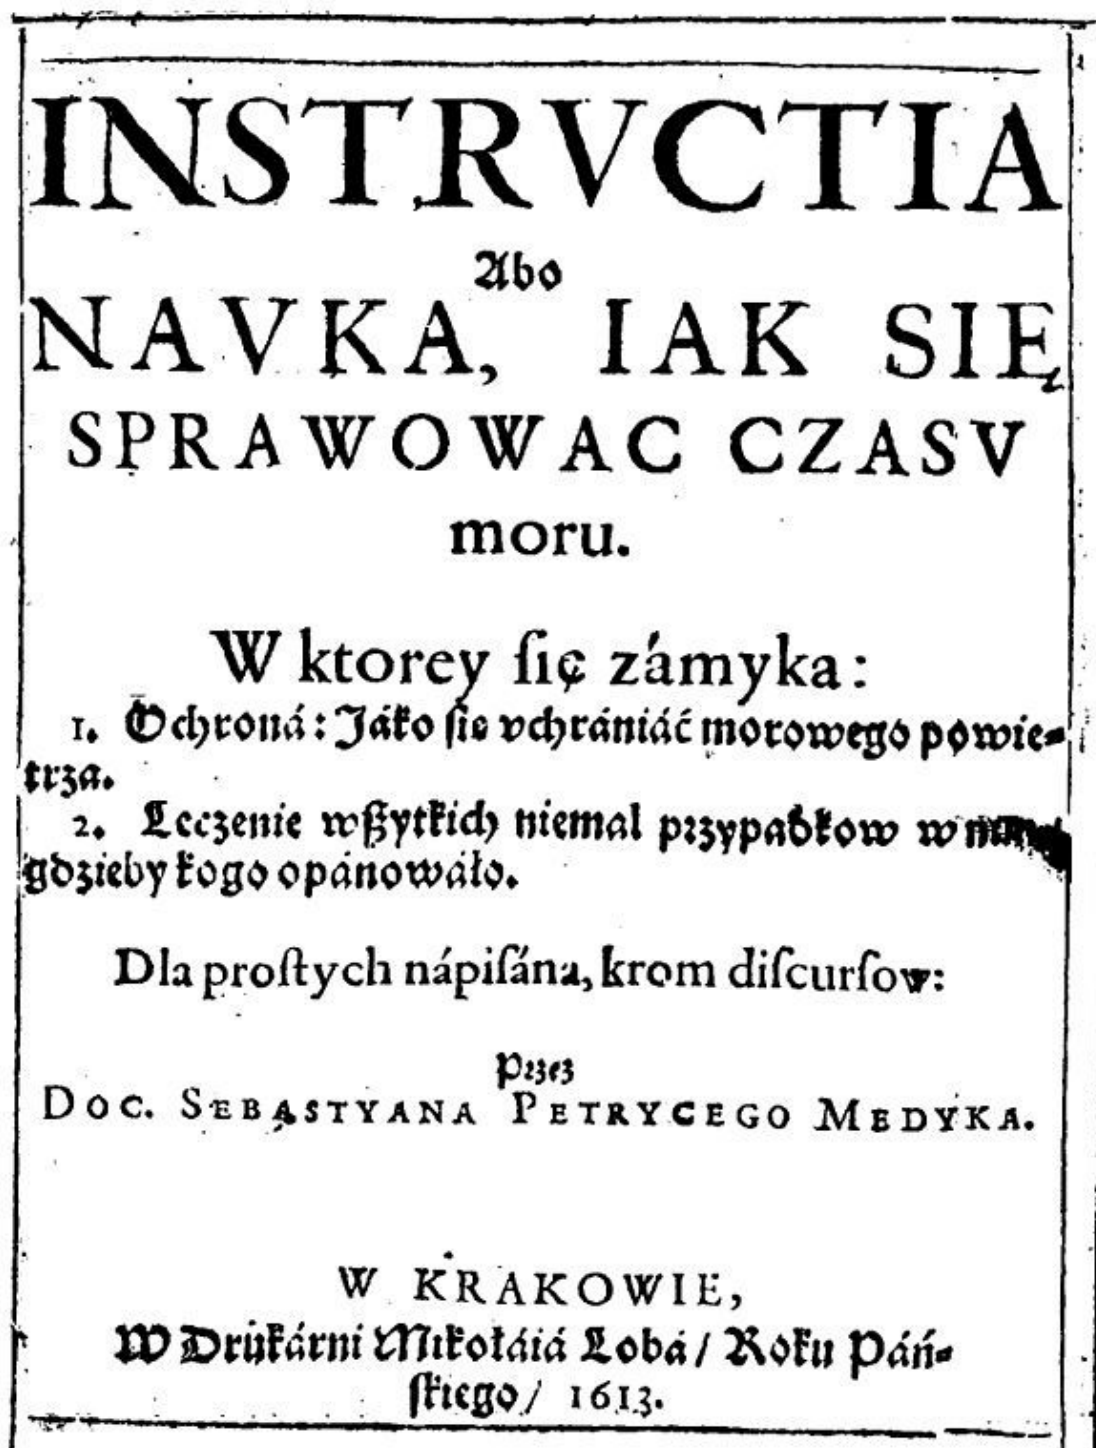 INSTRVCTIA
Abo
NAVKA, IAK SIĘ
SPRAWOWAC CZASV
moru.
W ktorey ſię zámyka:
1. Ochroná: Jáko ſie vchrániáć morowego powie⸗
trza.
2. Leczenie wßytkich niemal przypadkow w
gdzieby kogo opánowáło.
Dla proſtych nápiſána, krom diſcurſow:
Przez
DOC. SEBASTYANA PETRYCEGO MEDYKA.
W KRAKOWIE,
W Drukárni Mikołáiá Lobá / Roku Páń⸗
ſkiego / 1613.